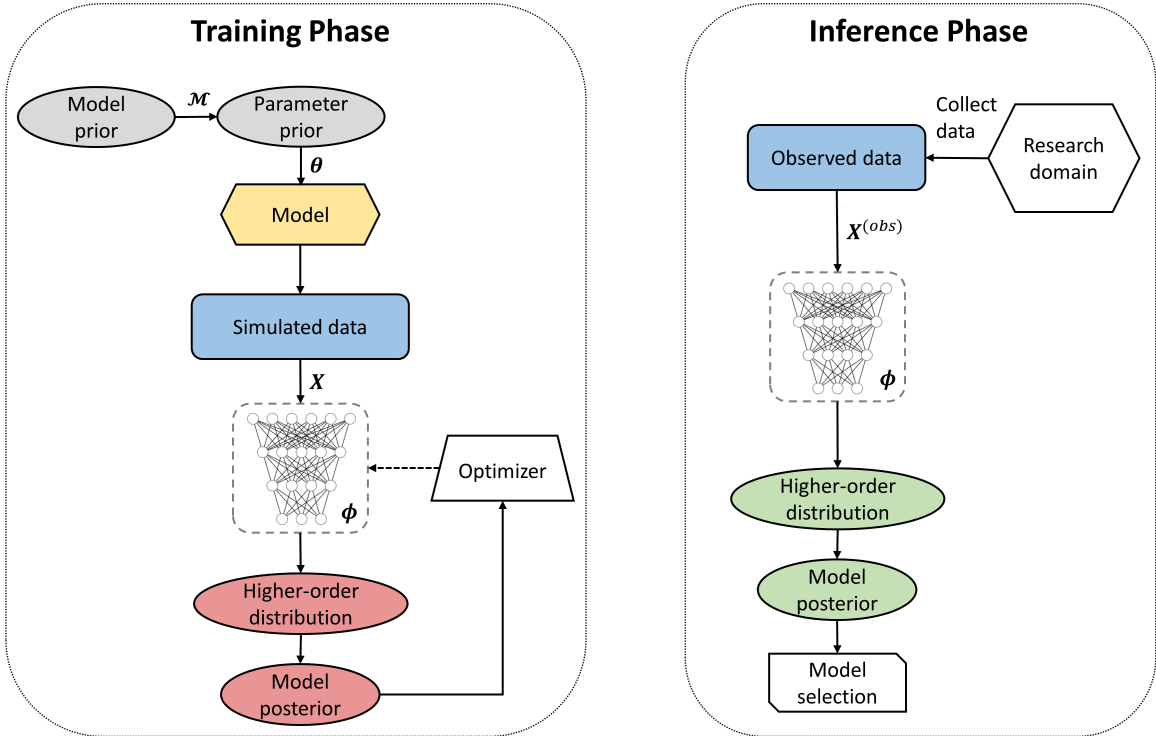 Training Phase
Model
prior
𝓜
Parameter
prior
θ
Model
Simulated data
X
ϕ
Optimizer
Higher-order
distribution
Model
posterior
Inference Phase
Collect
data
Research
domain
Observed data
X^(obs)
ϕ
Higher-order
distribution
Model
posterior
Model
selection